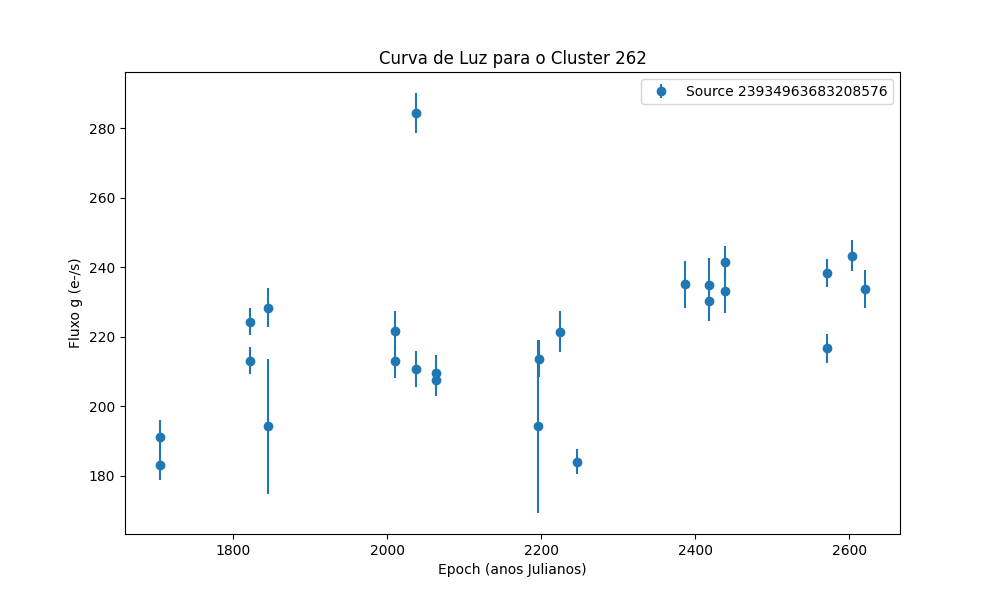 Curva de Luz para o Cluster 262
Source 23934963683208576
Fluxo g (e-/s)
280
260
240
220
200
180
1800
2000
2200
2400
2600
Epoch (anos Julianos)